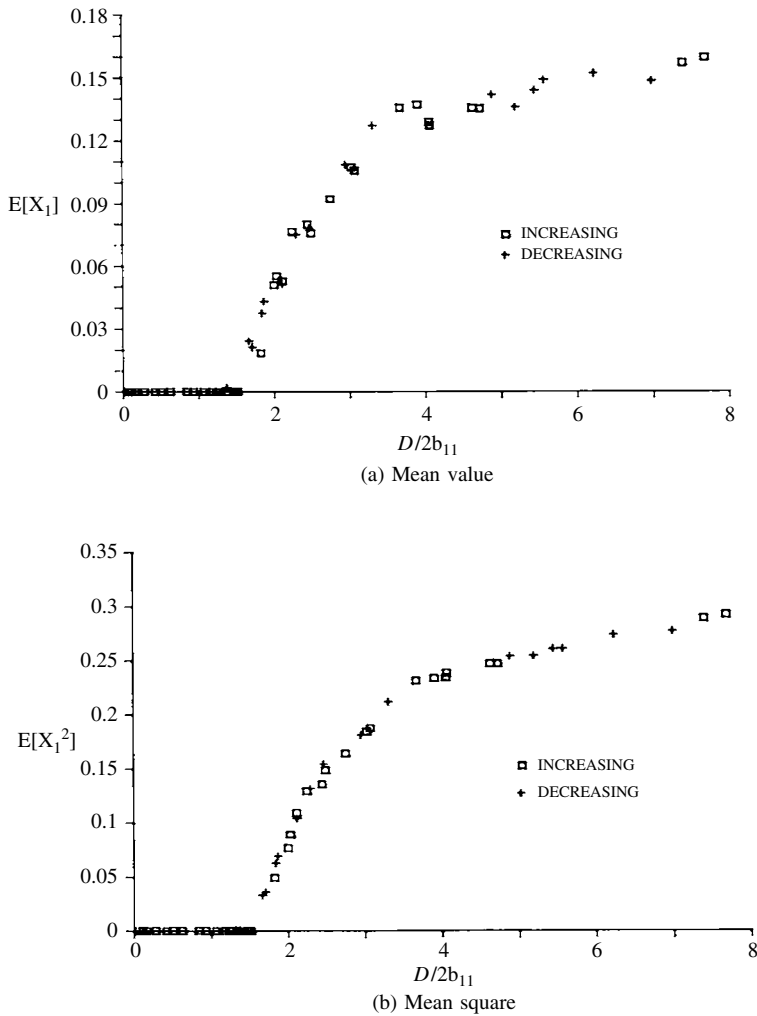 0.18
0.15
0.12
0.09
0.06
0.03
0
E[X₁]
INCREASING
DECREASING
0 2 4 6 8
D/2b₁₁
(a) Mean value
0.35
0.3
0.25
0.2
0.15
0.1
0.05
0
E[X₁²]
INCREASING
DECREASING
0 2 4 6 8
D/2b₁₁
(b) Mean square